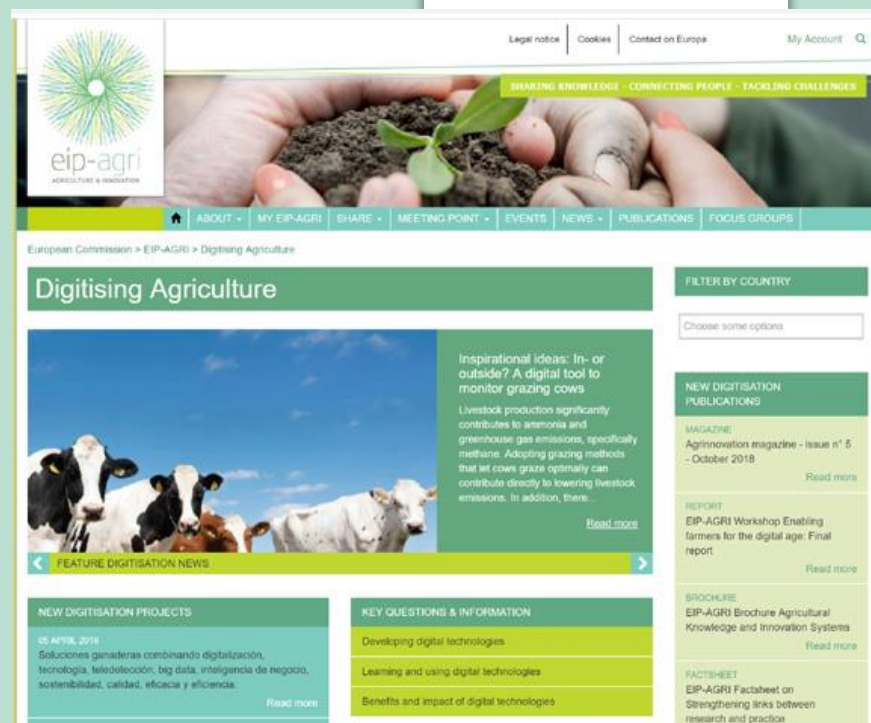 Legal notice
Cookies
Contact on Europa
My Account
SHARING KNOWLEDGE - CONNECTING PEOPLE - TACKLING CHALLENGES
eip-agri
AGRICULTURE & INNOVATION
ABOUT
MY EIP-AGRI
SHARE
MEETING POINT
EVENTS
NEWS
PUBLICATIONS
FOCUS GROUPS
European Commission > EIP-AGRI > Digitising Agriculture
Digitising Agriculture
Inspirational ideas: In- or
outside? A digital tool to
monitor grazing cows
Livestock production significantly
contributes to ammonia and
greenhouse gas emissions, specifically
methane. Adopting grazing methods
that let cows graze optimally can
contribute directly to lowering livestock
emissions. In addition, there...
Read more
FEATURE DIGITISATION NEWS
NEW DIGITISATION PROJECTS
05 APRIL 2019
Soluciones ganaderas combinando digitalización,
tecnología, teledetección, big data, inteligencia de negocio,
sostenibilidad, calidad, eficacia y eficiencia.
Read more
KEY QUESTIONS & INFORMATION
Developing digital technologies
Learning and using digital technologies
Benefits and impact of digital technologies
FILTER BY COUNTRY
Choose some options
NEW DIGITISATION
PUBLICATIONS
MAGAZINE
Agrinnovation magazine - issue n° 5
- October 2018
Read more
REPORT
EIP-AGRI Workshop Enabling
farmers for the digital age: Final
report
Read more
BROCHURE
EIP-AGRI Brochure Agricultural
Knowledge and Innovation Systems
Read more
FACTSHEET
EIP-AGRI Factsheet on
Strengthening links between
research and practice